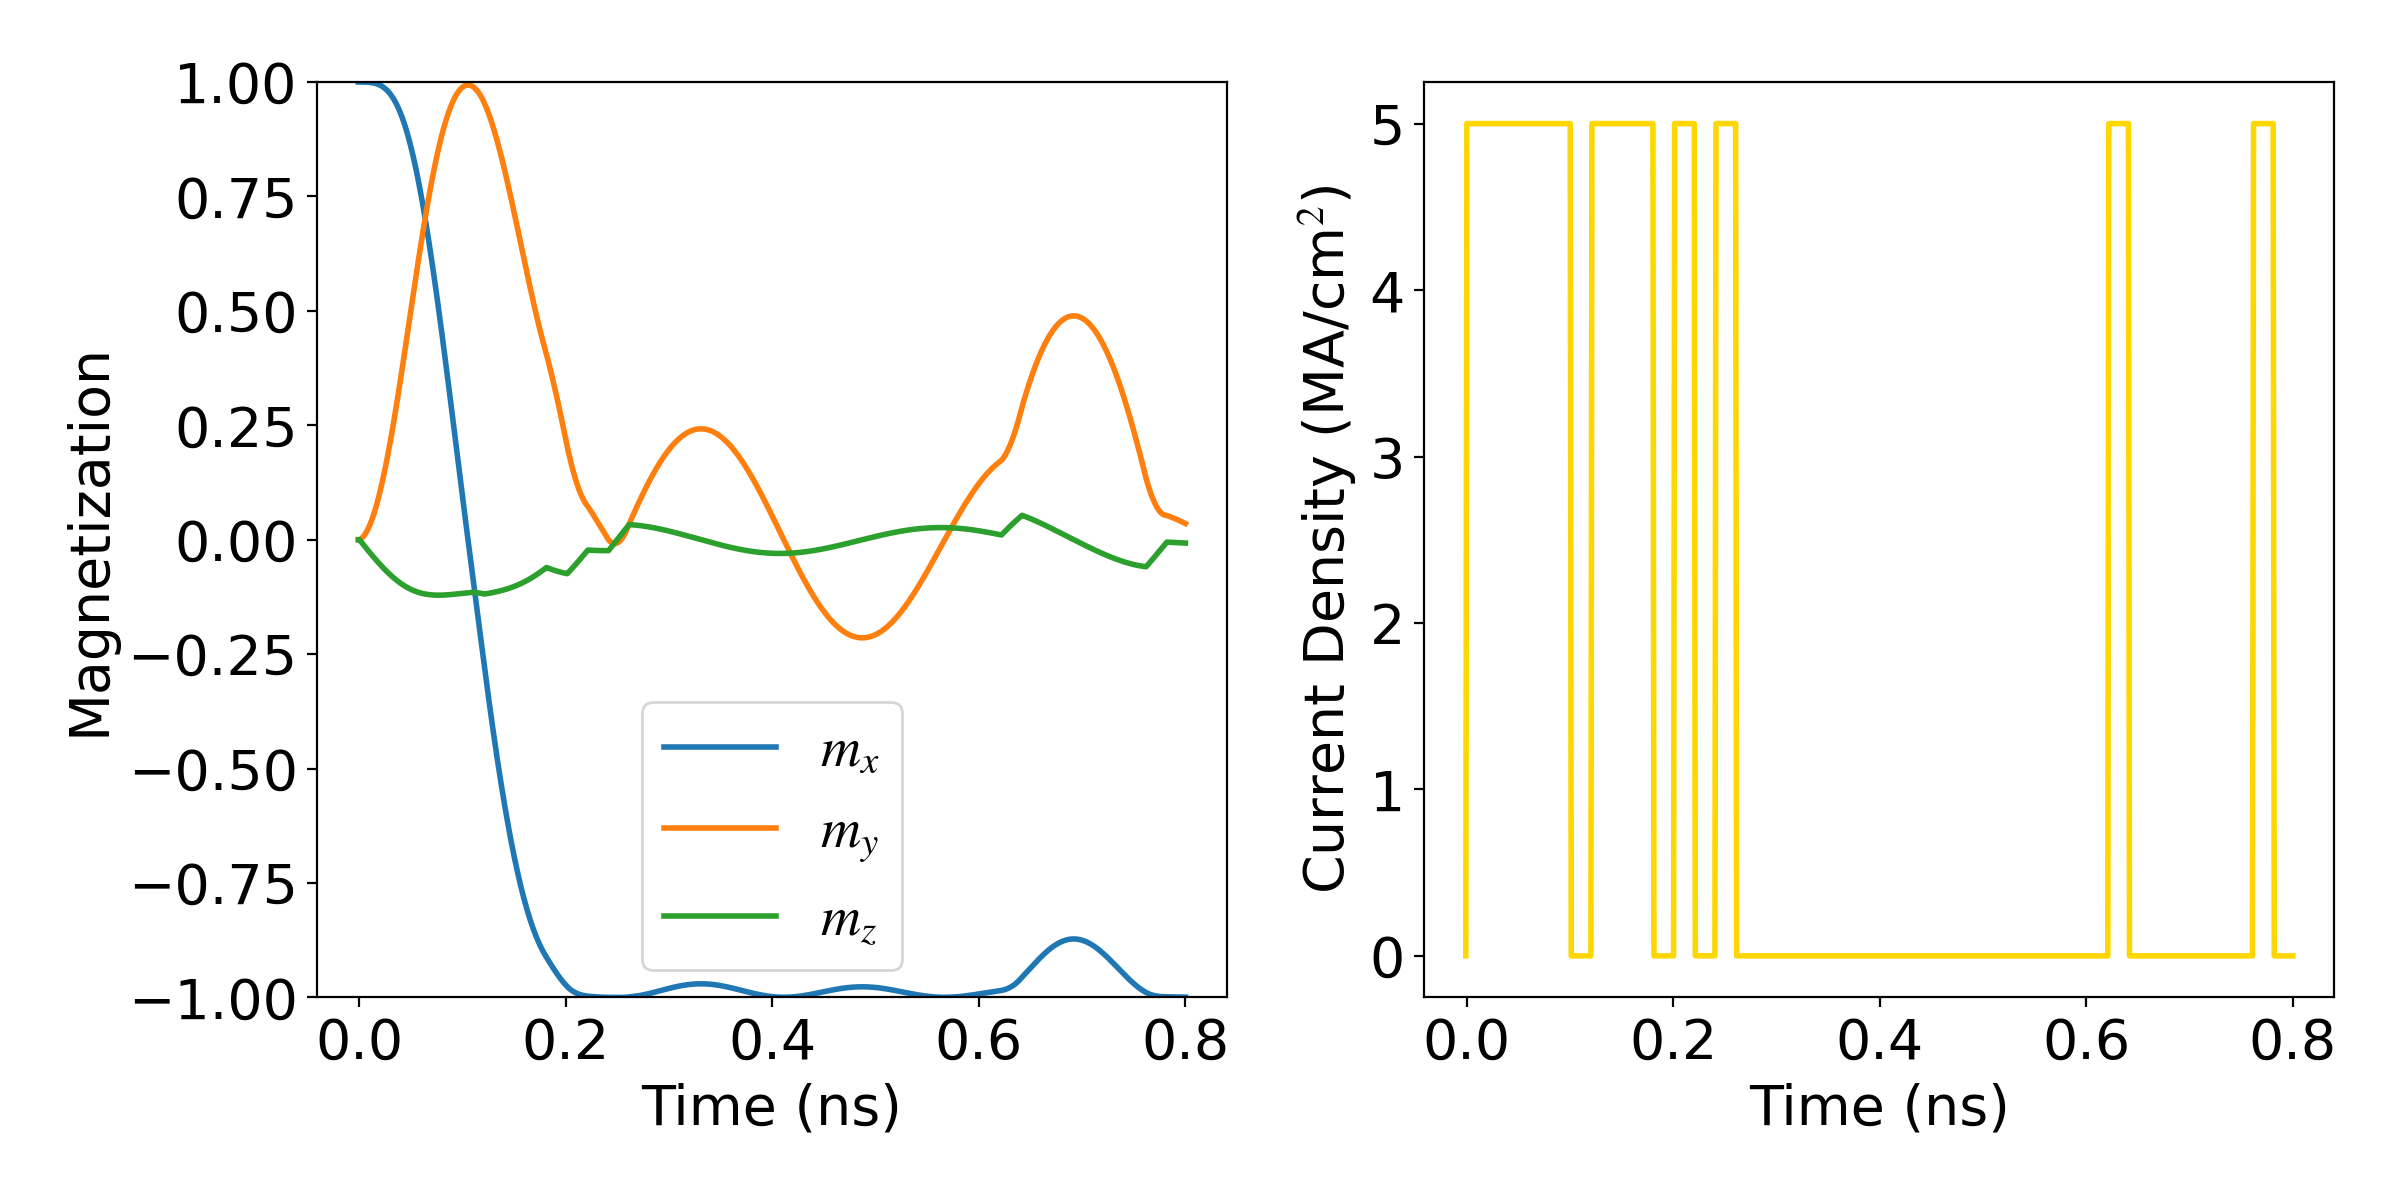 1.00
0.75
0.50
0.25
0.00
−0.25
−0.50
−0.75
−1.00
Magnetization
0.0 0.2 0.4 0.6 0.8
Time (ns)
m_x
m_y
m_z
5
4
3
2
1
0
Current Density (MA/cm²)
0.0 0.2 0.4 0.6 0.8
Time (ns)